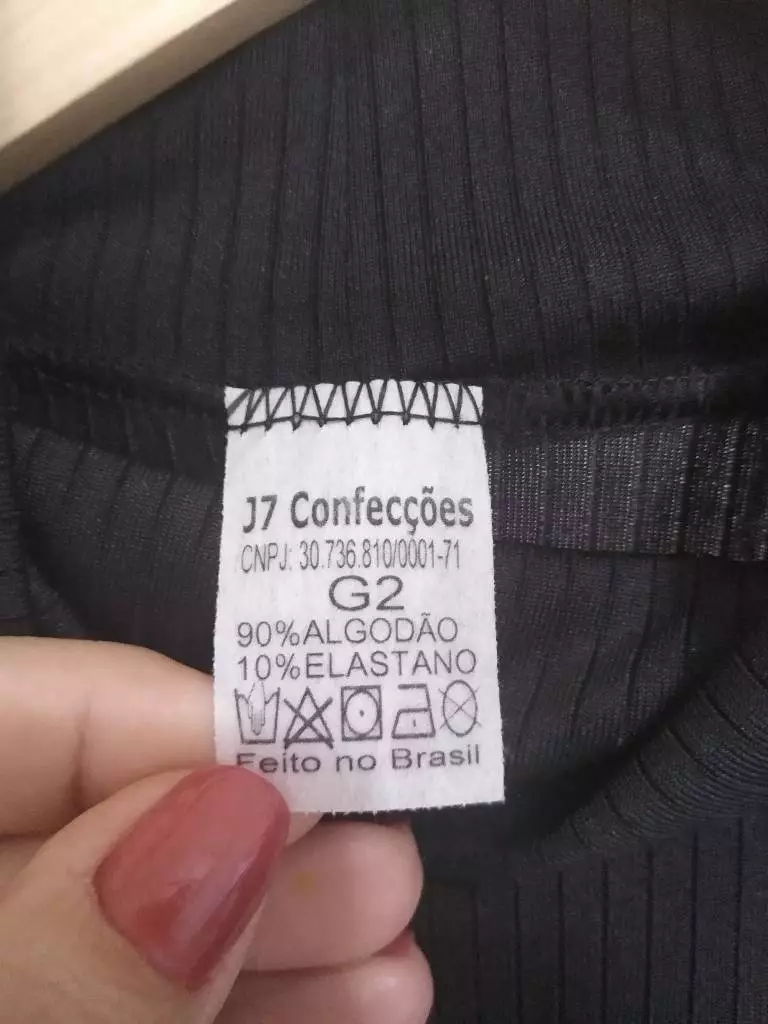 J7 Confecções
CNPJ: 30.736.810/0001-71
G2
90%ALGODÃO
10%ELASTANO
Feito no Brasil